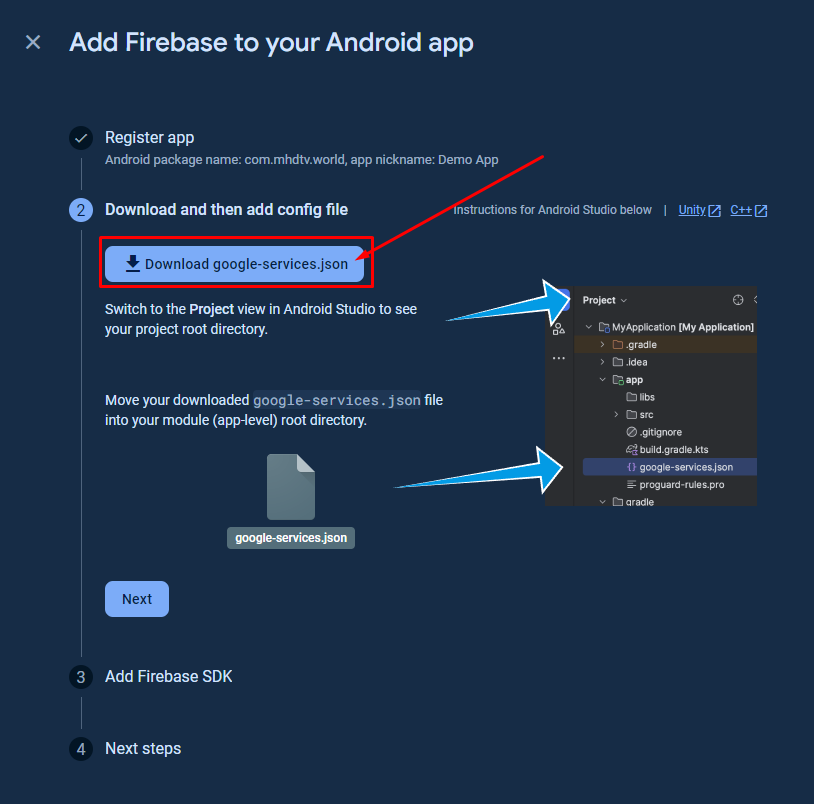 Add Firebase to your Android app
Register app
Android package name: com.mhdtv.world, app nickname: Demo App
2 Download and then add config file
Instructions for Android Studio below | Unity C++
Download google-services.json
Switch to the Project view in Android Studio to see
your project root directory.
Move your downloaded google-services.json file
into your module (app-level) root directory.
google-services.json
Project
MyApplication [My Application]
.gradle
.idea
app
libs
src
.gitignore
build.gradle.kts
google-services.json
proguard-rules.pro
gradle
Next
3 Add Firebase SDK
4 Next steps